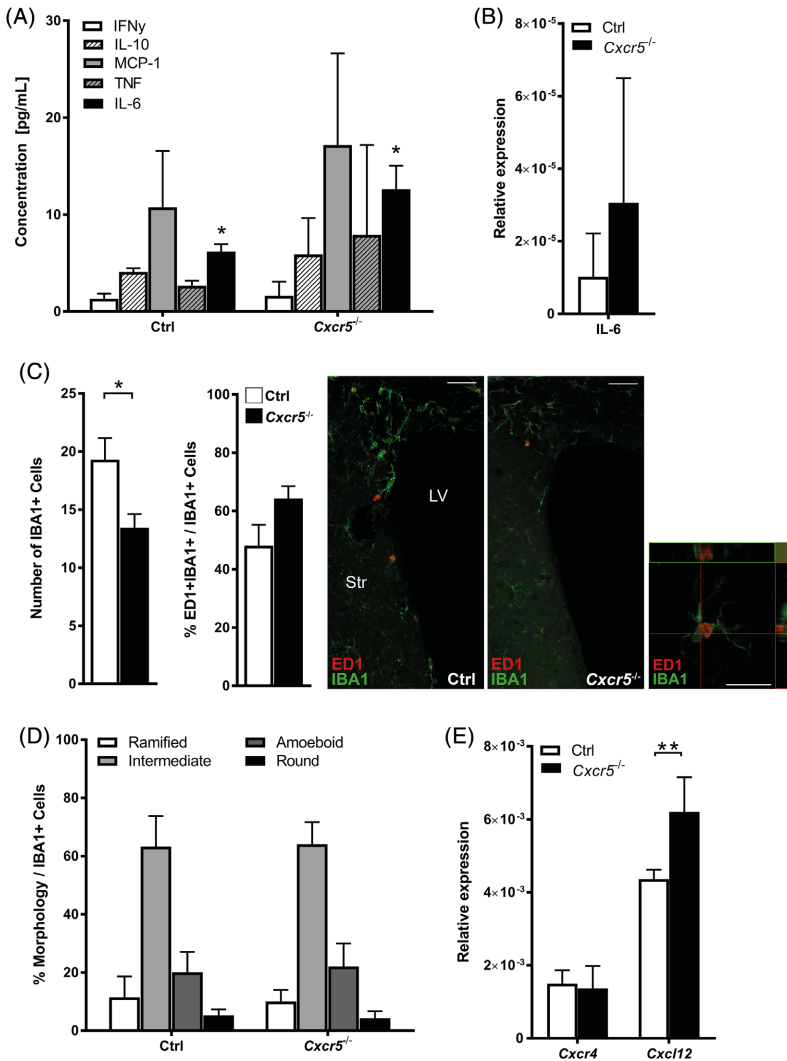 (A)
Concentration [pg/mL]
30
20
10
0
IFNy
IL-10
MCP-1
TNF
IL-6
*
*
Ctrl
Cxcr5-/-
(B)
Relative expression
8×10-5
6×10-5
4×10-5
2×10-5
0
Ctrl
Cxcr5-/-
IL-6
(C)
Number of IBA1+ Cells
25
20
15
10
5
0
*
% ED1+IBA1+ / IBA1+ Cells
100
80
60
40
20
0
Ctrl
Cxcr5-/-
LV
Str
ED1
IBA1
Ctrl
ED1
IBA1
Cxcr5-/-
ED1
IBA1
(D)
% Morphology / IBA1+ Cells
100
80
60
40
20
0
Ramified
Intermediate
Amoeboid
Round
Ctrl
Cxcr5-/-
(E)
Relative expression
8×10-3
6×10-3
4×10-3
2×10-3
0
Ctrl
Cxcr5-/-
**
Cxcr4
Cxcl12